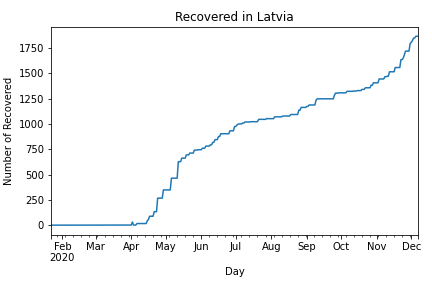 Recovered in Latvia
Number of Recovered
1750
1500
1250
1000
750
500
250
0
Feb Mar Apr May Jun Jul Aug Sep Oct Nov Dec
2020
Day